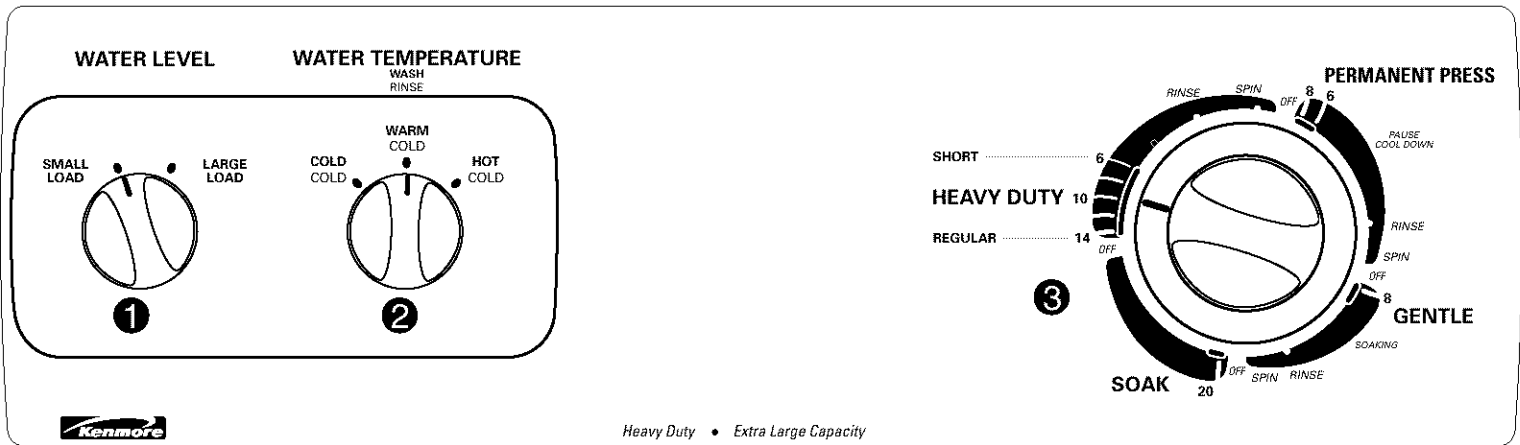 WATER LEVEL
SMALL
LOAD
LARGE
LOAD
1
WATER TEMPERATURE
WASH
RINSE
COLD
COLD
WARM
COLD
HOT
COLD
2
3
SHORT 6
HEAVY DUTY 10
REGULAR 14
OFF
RINSE
SPIN
OFF
8 6
PERMANENT PRESS
PAUSE
COOL DOWN
RINSE
SPIN
OFF
8
GENTLE
SOAKING
RINSE
SPIN
OFF
20
SOAK
Kenmore
Heavy Duty • Extra Large Capacity